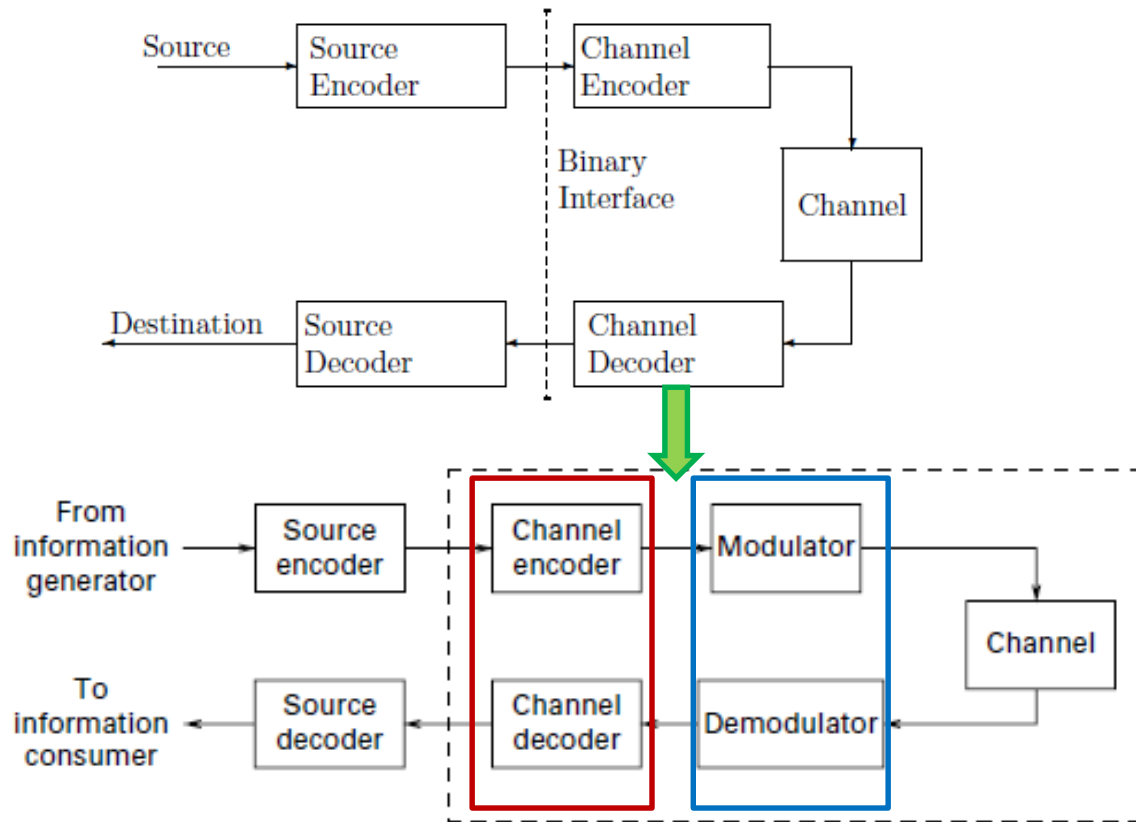 Source
Source
Encoder
Channel
Encoder
Binary
Interface
Channel
Destination
Source
Decoder
Channel
Decoder
From
information
generator
Source
encoder
Channel
encoder
Modulator
Channel
To
information
consumer
Source
decoder
Channel
decoder
Demodulator